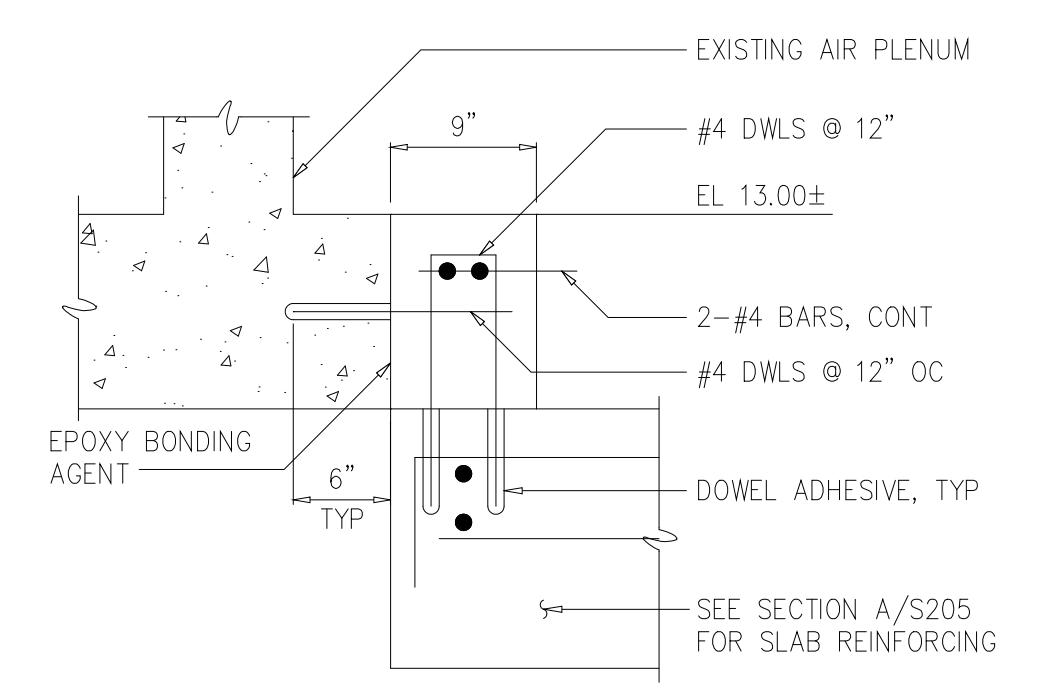 EXISTING AIR PLENUM
9”
#4 DWLS @ 12”
EL 13.00±
2-#4 BARS, CONT
#4 DWLS @ 12” OC
EPOXY BONDING
AGENT
6”
TYP
DOWEL ADHESIVE, TYP
SEE SECTION A/S205
FOR SLAB REINFORCING